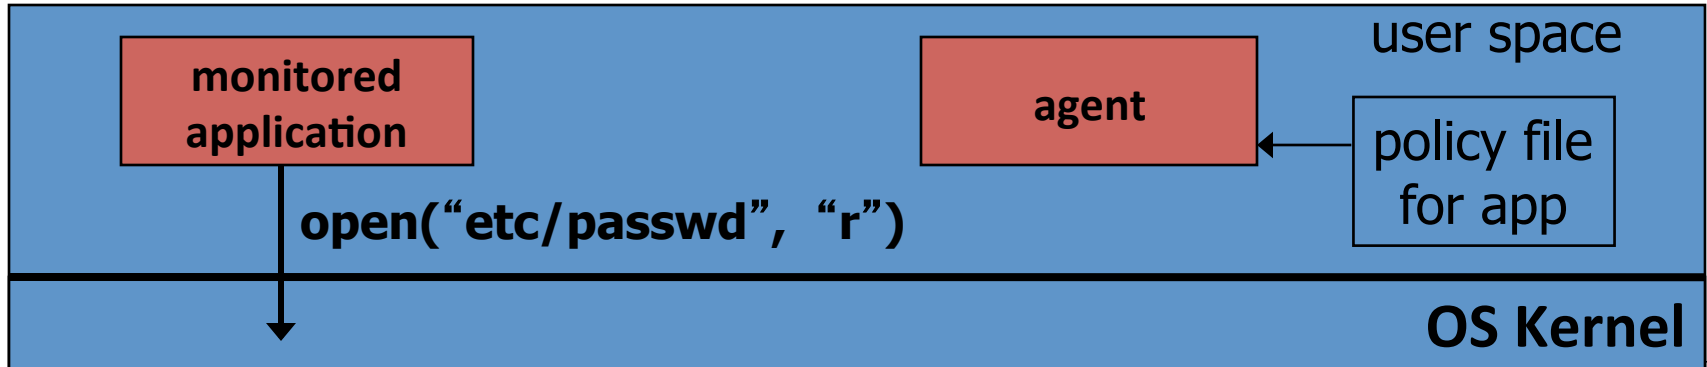 monitored
application
agent
user space
policy file
for app
open(“etc/passwd”, “r”)
OS Kernel